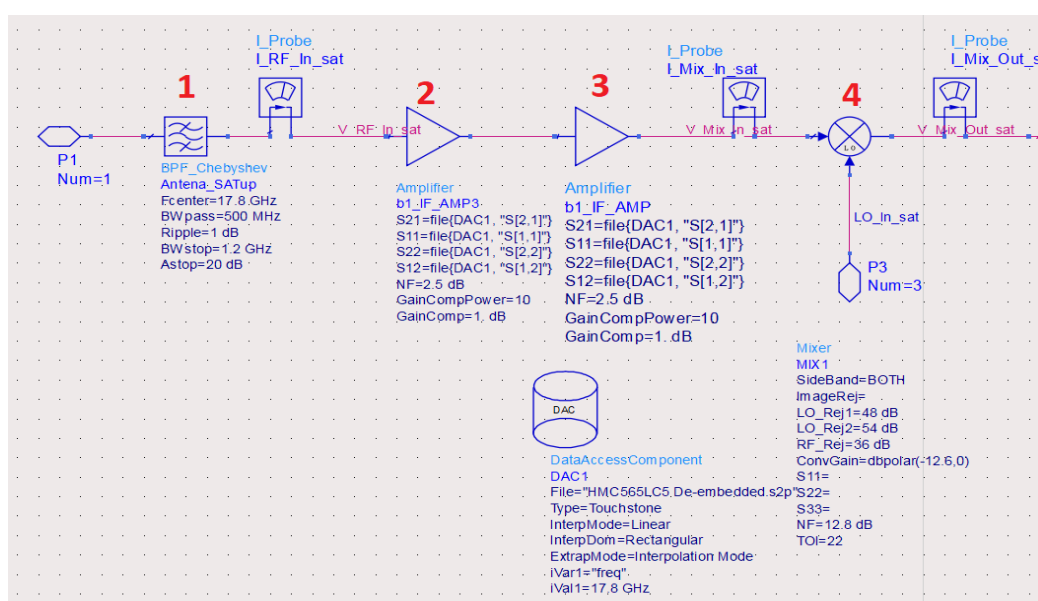 I_Probe
I_RF_In_sat
I_Probe
I_Mix_In_sat
I_Probe
I_Mix_Out_s
1
2
3
4
V_RF_In_sat
V_Mix_In_sat
V_Mix_Out_sat
LO
P1
Num=1
BPF_Chebyshev
Antena_SATup
Fcenter=17.8 GHz
BWpass=500 MHz
Ripple=1 dB
BWstop=1.2 GHz
Astop=20 dB
Amplifier
b1_IF_AMP3
S21=file{DAC1, "S[2,1]"}
S11=file{DAC1, "S[1,1]"}
S22=file{DAC1, "S[2,2]"}
S12=file{DAC1, "S[1,2]"}
NF=2.5 dB
GainCompPower=10
GainComp=1. dB
Amplifier
b1_IF_AMP
S21=file{DAC1, "S[2,1]"}
S11=file{DAC1, "S[1,1]"}
S22=file{DAC1, "S[2,2]"}
S12=file{DAC1, "S[1,2]"}
NF=2.5 dB
GainCompPower=10
GainComp=1. dB
LO_In_sat
P3
Num=3
Mixer
MIX1
SideBand=BOTH
ImageRej=
LO_Rej1=48 dB
LO_Rej2=54 dB
RF_Rej=36 dB
ConvGain=dbpolar(-12.6,0)
S11=
S22=
S33=
NF=12.8 dB
TOI=22
DAC
DataAccessComponent
DAC1
File="HMC565LC5_De-embedded.s2p"
Type=Touchstone
InterpMode=Linear
InterpDom=Rectangular
ExtrapMode=Interpolation Mode
iVar1="freq"
iVal1=17,8 GHz